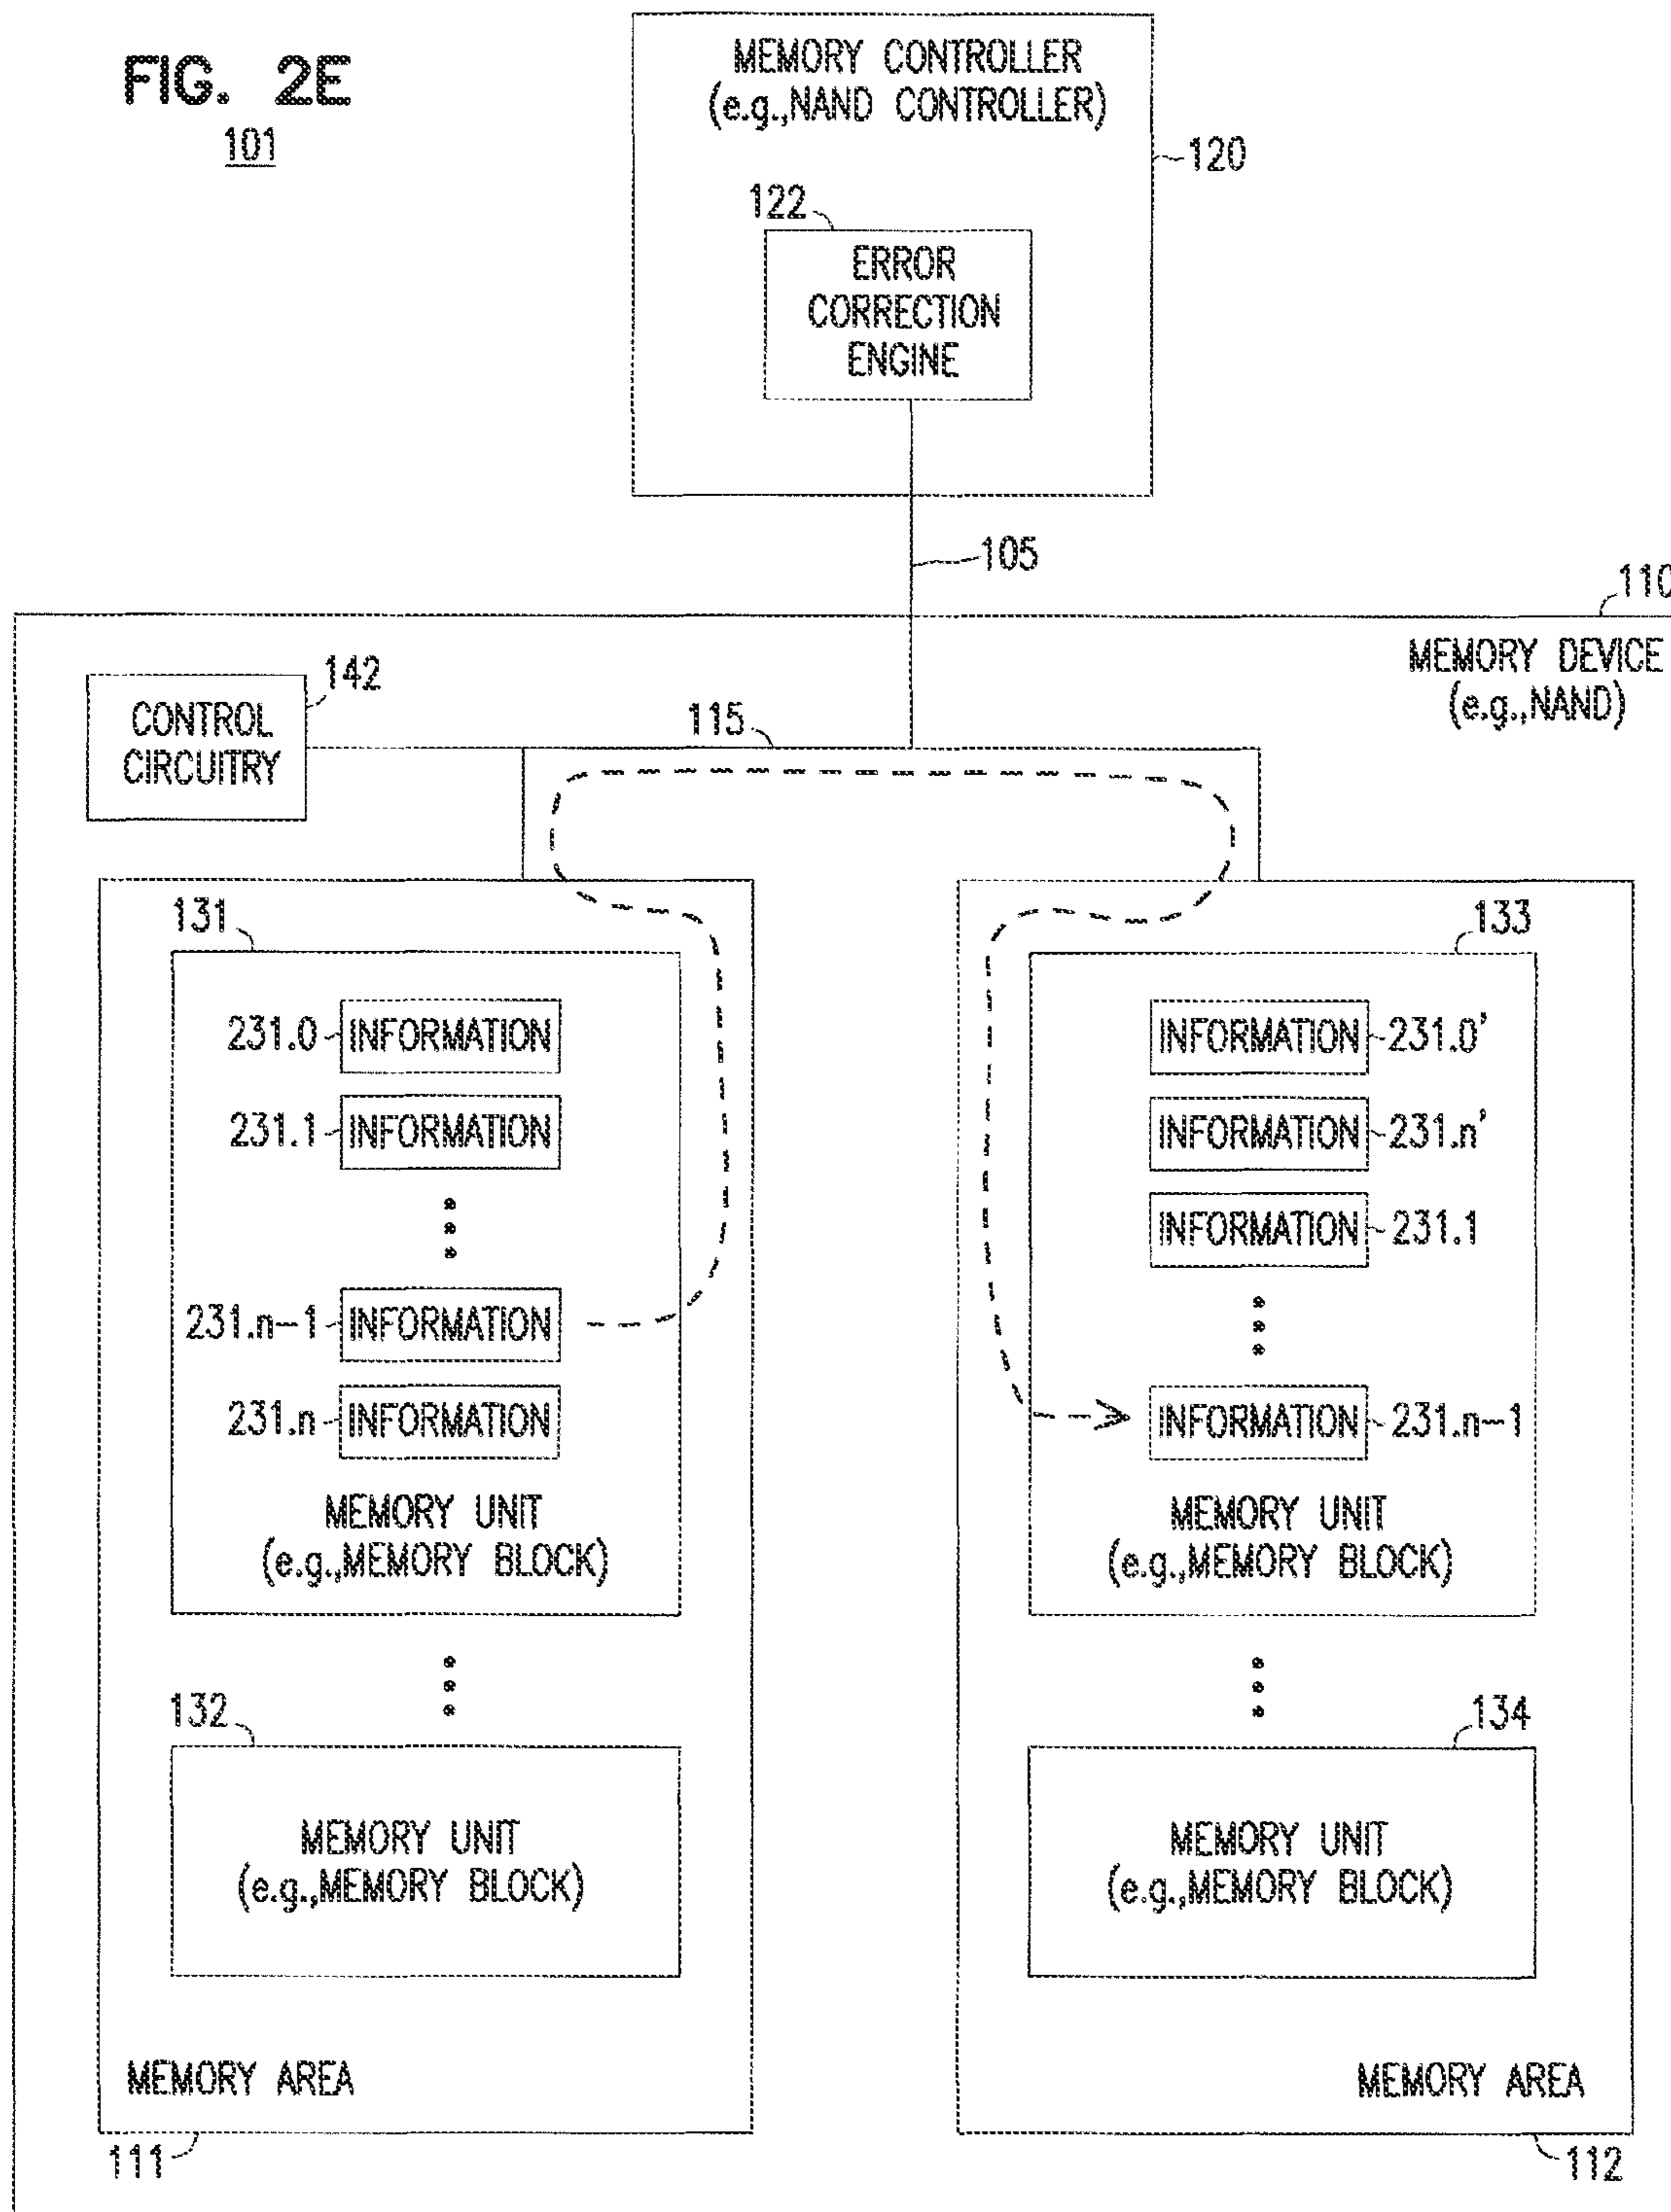 FIG. 2E
101
MEMORY CONTROLLER
(e.g.,NAND CONTROLLER)
120
122
ERROR
CORRECTION
ENGINE
105
110
MEMORY DEVICE
(e.g.,NAND)
142
CONTROL
CIRCUITRY
115
131
231.0 INFORMATION
231.1 INFORMATION
231.n-1 INFORMATION
231.n INFORMATION
MEMORY UNIT
(e.g.,MEMORY BLOCK)
132
MEMORY UNIT
(e.g.,MEMORY BLOCK)
MEMORY AREA
111
133
INFORMATION 231.0'
INFORMATION 231.n'
INFORMATION 231.1
INFORMATION 231.n-1
MEMORY UNIT
(e.g.,MEMORY BLOCK)
134
MEMORY UNIT
(e.g.,MEMORY BLOCK)
MEMORY AREA
112